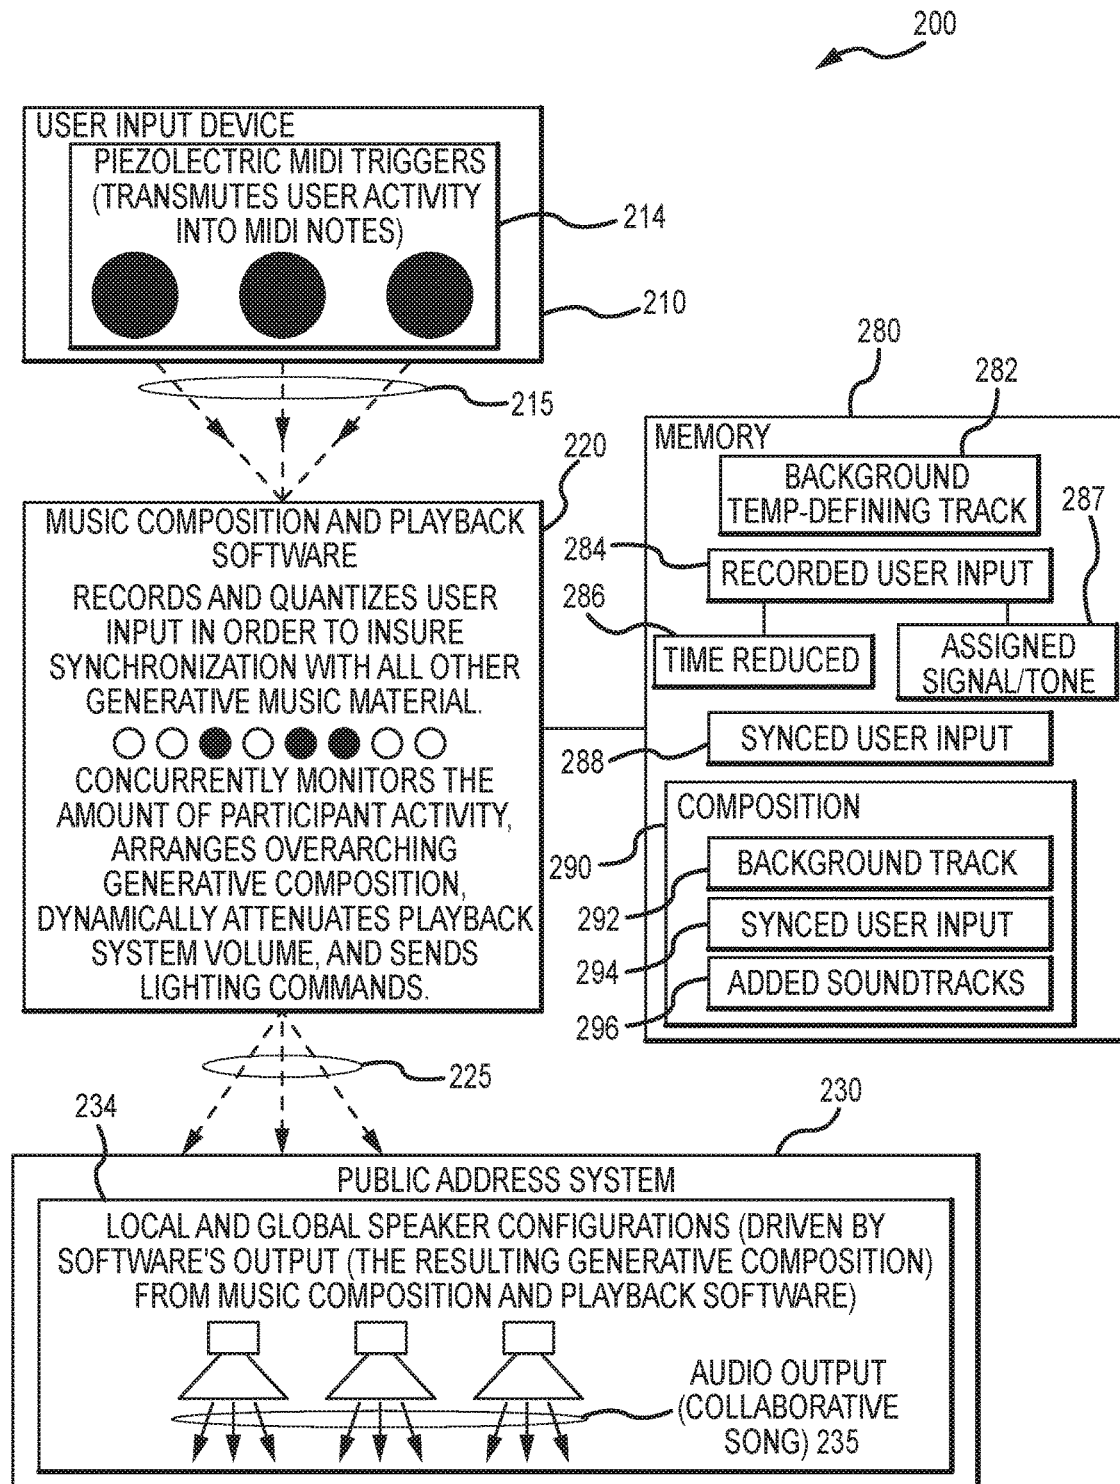 200
USER INPUT DEVICE
PIEZOLECTRIC MIDI TRIGGERS
(TRANSMUTES USER ACTIVITY
INTO MIDI NOTES)
214
210
215
220
MUSIC COMPOSITION AND PLAYBACK
SOFTWARE
RECORDS AND QUANTIZES USER
INPUT IN ORDER TO INSURE
SYNCHRONIZATION WITH ALL OTHER
GENERATIVE MUSIC MATERIAL.
CONCURRENTLY MONITORS THE
AMOUNT OF PARTICIPANT ACTIVITY,
ARRANGES OVERARCHING
GENERATIVE COMPOSITION,
DYNAMICALLY ATTENUATES PLAYBACK
SYSTEM VOLUME, AND SENDS
LIGHTING COMMANDS.
280
282
MEMORY
BACKGROUND
TEMP-DEFINING TRACK
287
284
RECORDED USER INPUT
286
TIME REDUCED
ASSIGNED
SIGNAL/TONE
288
SYNCED USER INPUT
COMPOSITION
290
BACKGROUND TRACK
292
SYNCED USER INPUT
294
ADDED SOUNDTRACKS
296
225
234
230
PUBLIC ADDRESS SYSTEM
LOCAL AND GLOBAL SPEAKER CONFIGURATIONS (DRIVEN BY
SOFTWARE'S OUTPUT (THE RESULTING GENERATIVE COMPOSITION)
FROM MUSIC COMPOSITION AND PLAYBACK SOFTWARE)
AUDIO OUTPUT
(COLLABORATIVE
SONG) 235